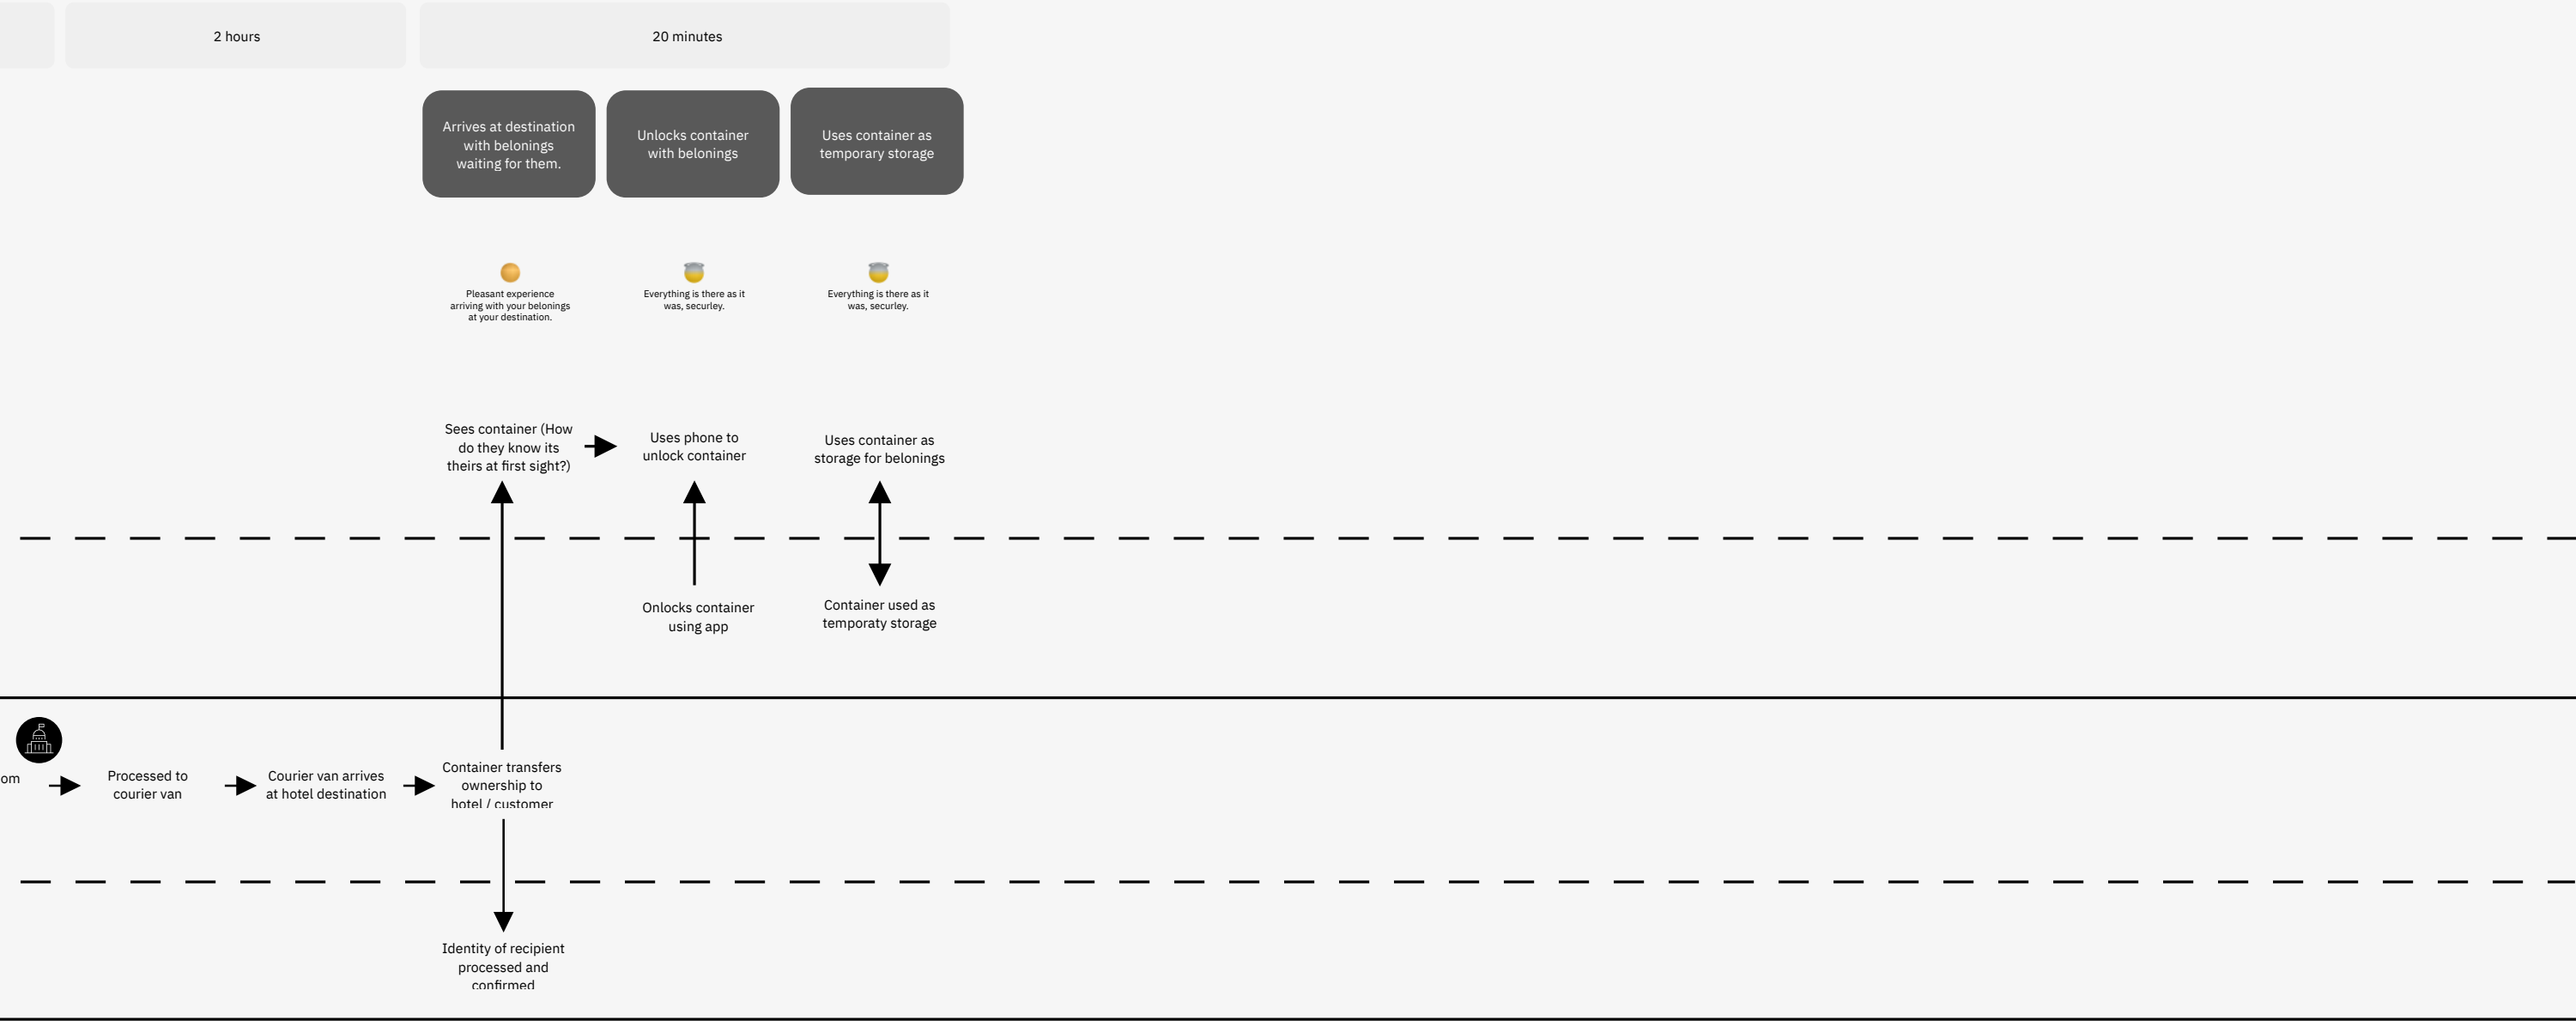 2 hours
20 minutes
Arrives at destination
with belonings
waiting for them.
Unlocks container
with belonings
Uses container as
temporary storage
Pleasant experience
arriving with your belonings
at your destination.
Everything is there as it
was, securley.
Everything is there as it
was, securley.
Sees container (How
do they know its
theirs at first sight?)
Uses phone to
unlock container
Uses container as
storage for belonings
Onlocks container
using app
Container used as
temporaty storage
om
Processed to
courier van
Courier van arrives
at hotel destination
Container transfers
ownership to
hotel / customer
Identity of recipient
processed and
confirmed